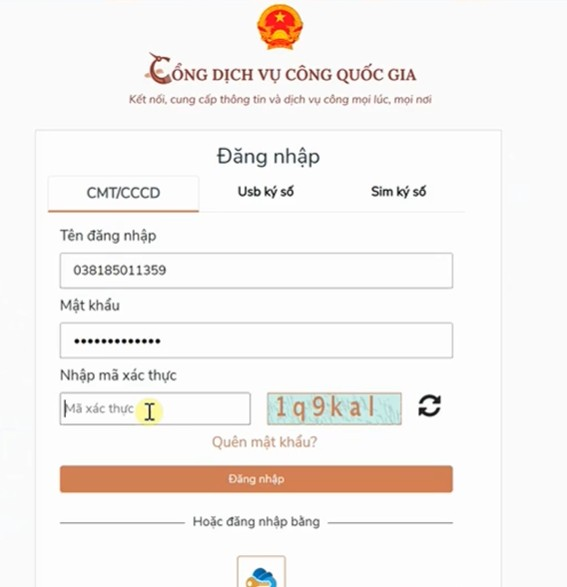 CỔNG DỊCH VỤ CÔNG QUỐC GIA
Kết nối, cung cấp thông tin và dịch vụ công mọi lúc, mọi nơi
Đăng nhập
CMT/CCCD Usb ký số Sim ký số
Tên đăng nhập
038185011359
Mật khẩu
•••••••••••••
Nhập mã xác thực
Mã xác thực 1q9kal
Quên mật khẩu?
Đăng nhập
Hoặc đăng nhập bằng